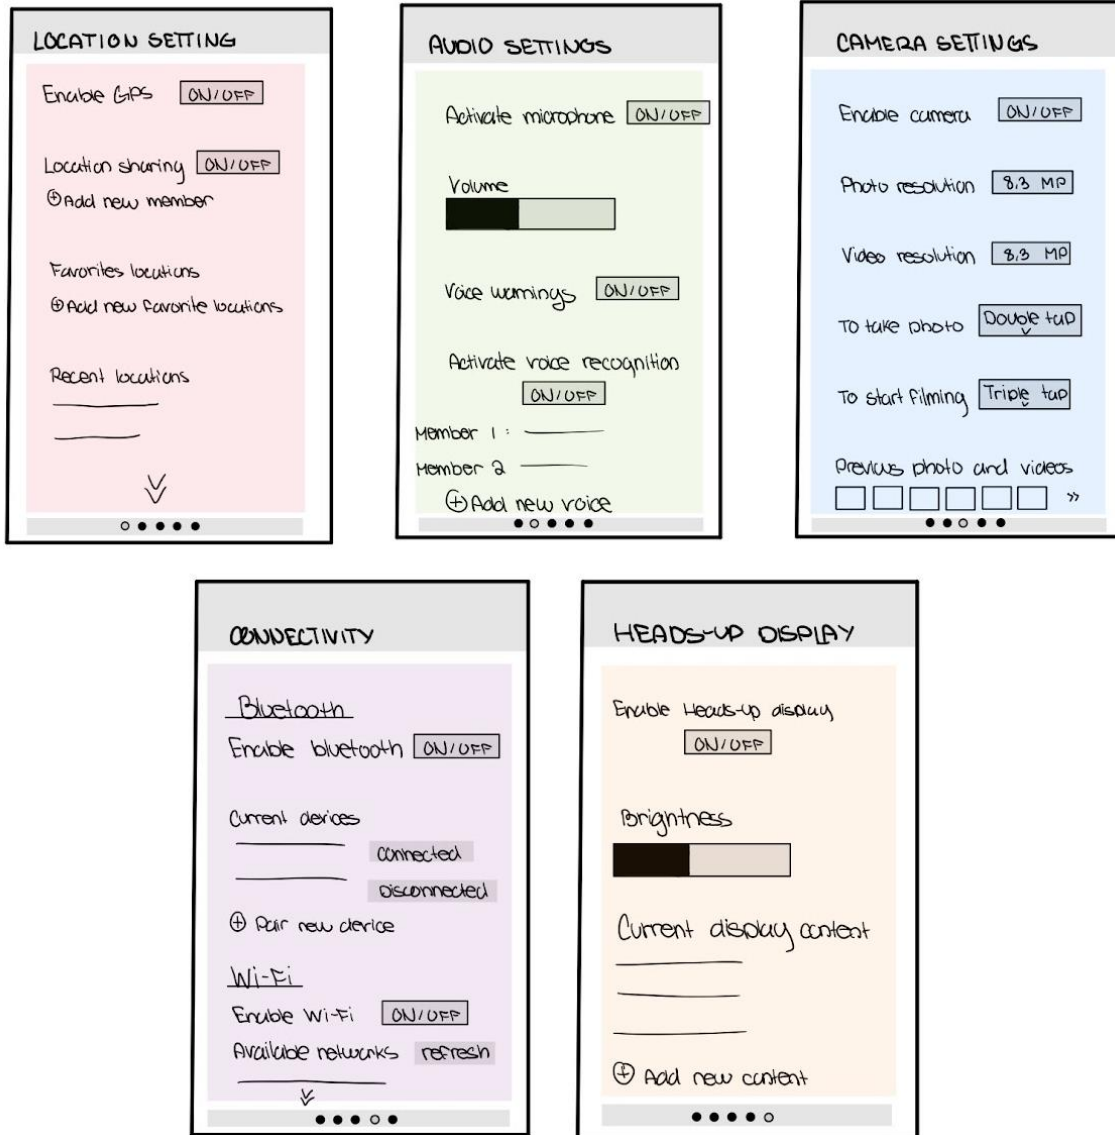 LOCATION SETTING
Enable GPS ON/OFF
Location sharing ON/OFF
⊕Add new member
Favorites locations
⊕Add new favorite locations
Recent locations
AUDIO SETTINGS
Activate microphone ON/OFF
Volume
Voice warnings ON/OFF
Activate voice recognition
ON/OFF
Member 1 :
Member 2
⊕Add new voice
CAMERA SETTINGS
Enable camera ON/OFF
Photo resolution 8,3 MP
Video resolution 8,3 MP
To take photo Double tap
To start filming Triple tap
Previus photo and videos
»
CONNECTIVITY
Bluetooth
Enable bluetooth ON/OFF
Current devices
connected
Disconnected
⊕ Pair new device
Wi-Fi
Enable Wi-Fi ON/OFF
Available networks refresh
HEADS-UP DISPLAY
Enable Heads-up display
ON/OFF
Brightness
Current display content
⊕ Add new content